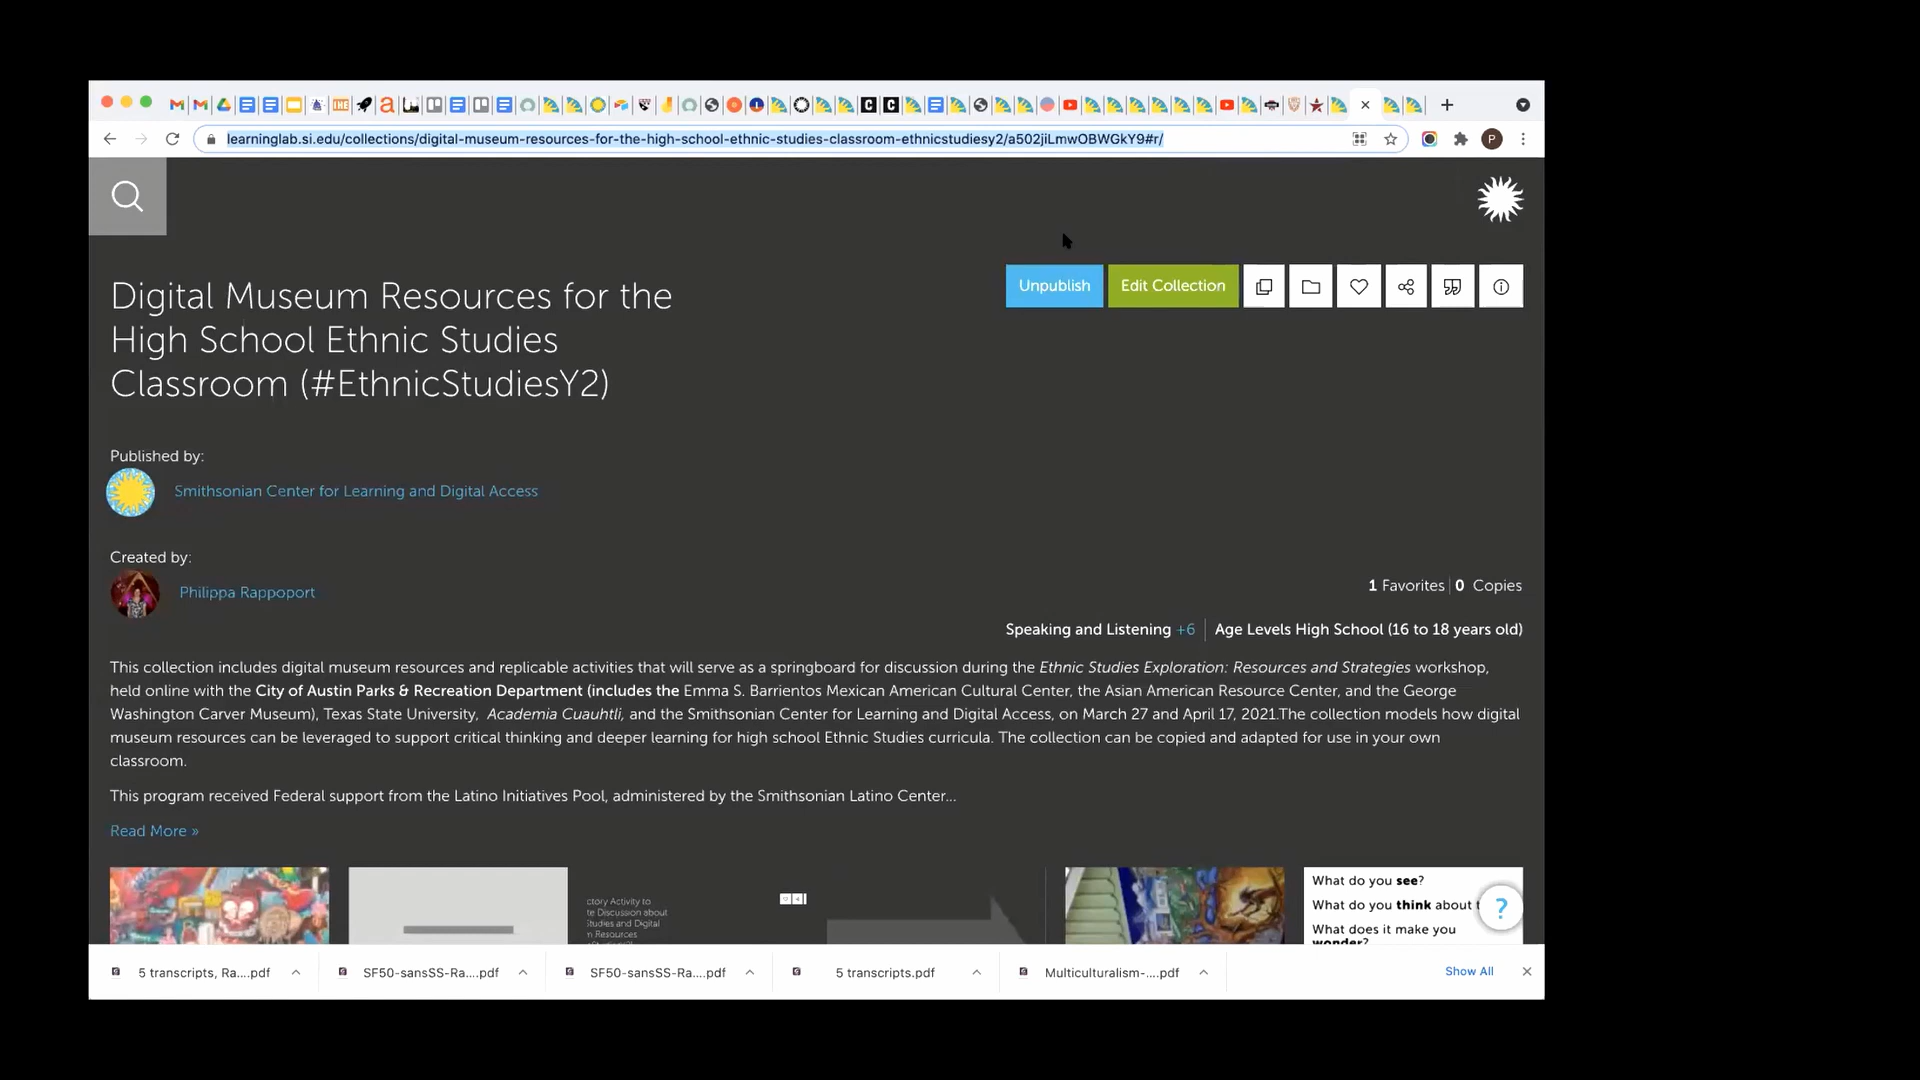 learninglab.si.edu/collections/digital-museum-resources-for-the-high-school-ethnic-studies-classroom-ethnicstudiesy2/a502jiLmwOBWGkY9#r/
P
Unpublish
Edit Collection
Digital Museum Resources for the
High School Ethnic Studies
Classroom (#EthnicStudiesY2)
Published by:
Smithsonian Center for Learning and Digital Access
Created by:
Philippa Rappoport
1 Favorites | 0 Copies
Speaking and Listening +6 | Age Levels High School (16 to 18 years old)
This collection includes digital museum resources and replicable activities that will serve as a springboard for discussion during the Ethnic Studies Exploration: Resources and Strategies workshop,
held online with the City of Austin Parks & Recreation Department (includes the Emma S. Barrientos Mexican American Cultural Center, the Asian American Resource Center, and the George
Washington Carver Museum), Texas State University, Academia Cuauhtli, and the Smithsonian Center for Learning and Digital Access, on March 27 and April 17, 2021.The collection models how digital
museum resources can be leveraged to support critical thinking and deeper learning for high school Ethnic Studies curricula. The collection can be copied and adapted for use in your own
classroom.
This program received Federal support from the Latino Initiatives Pool, administered by the Smithsonian Latino Center...
Read More »
ctory Activity to
te Discussion about
Studies and Digital
m Resources
What do you see?
What do you think about t
What does it make you
wonder?
?
5 transcripts, Ra....pdf
SF50-sansSS-Ra....pdf
SF50-sansSS-Ra....pdf
5 transcripts.pdf
Multiculturalism-....pdf
Show All